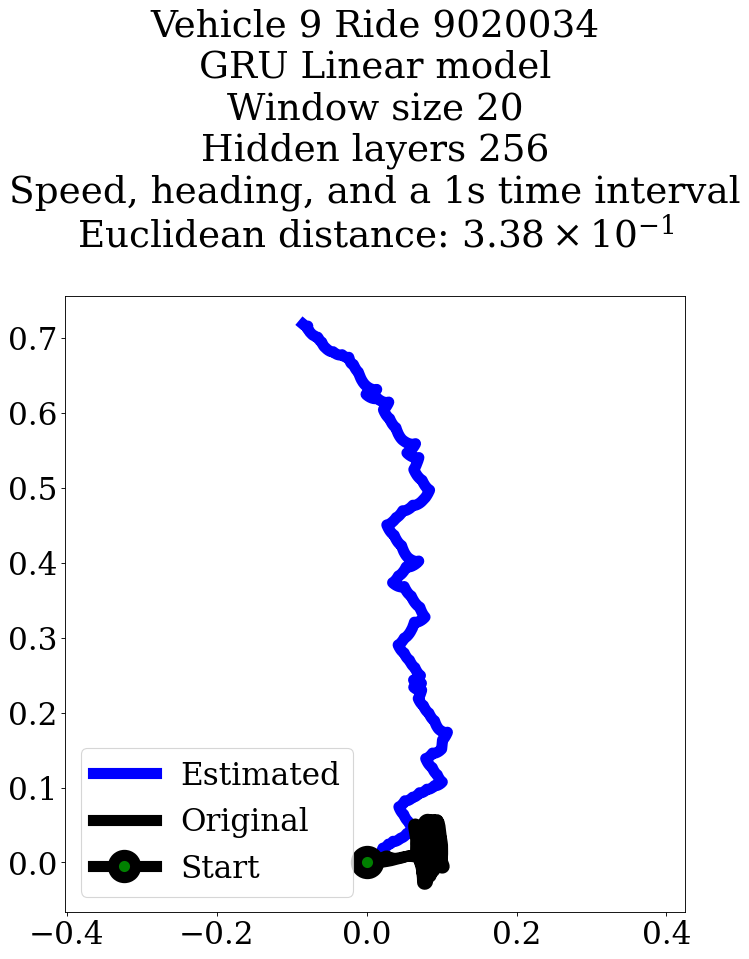 Vehicle 9 Ride 9020034
GRU Linear model
Window size 20
Hidden layers 256
Speed, heading, and a 1s time interval
Euclidean distance: 3.38 × 10⁻¹
0.7
0.6
0.5
0.4
0.3
0.2
0.1
0.0
Estimated
Original
Start
−0.4 −0.2 0.0 0.2 0.4